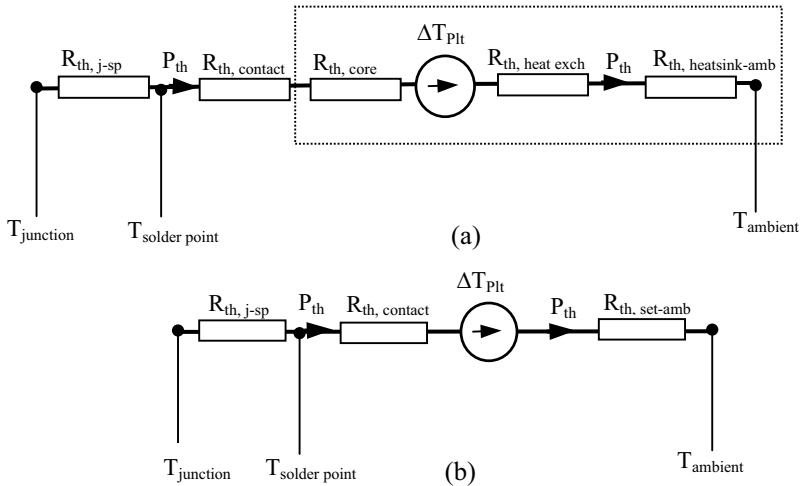 ΔT_Plt
R_th, j-sp P_th R_th, contact R_th, core R_th, heat exch P_th R_th, heatsink-amb
T_junction T_solder point T_ambient
(a)
ΔT_Plt
R_th, j-sp P_th R_th, contact P_th R_th, set-amb
T_junction T_solder point T_ambient
(b)